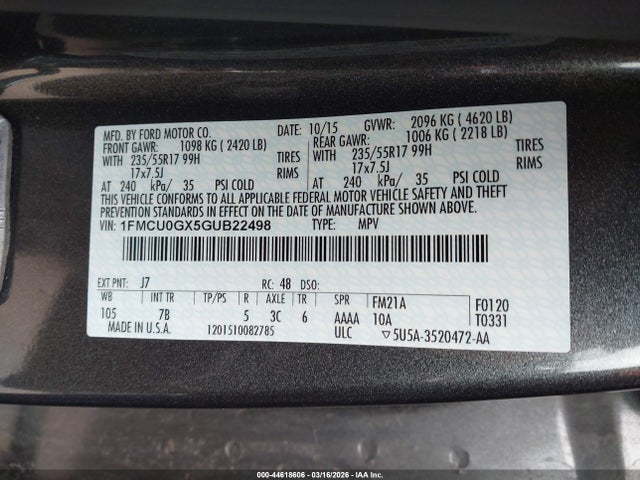 MFD. BY FORD MOTOR CO. DATE: 10/15 GVWR: 2096 KG ( 4620 LB)
FRONT GAWR: 1098 KG ( 2420 LB) REAR GAWR: 1006 KG ( 2218 LB)
WITH 235/55R17 99H TIRES WITH 235/55R17 99H TIRES
17x7.5J RIMS 17x7.5J RIMS
AT 240 kPa/ 35 PSI COLD AT 240 kPa/ 35 PSI COLD
THIS VEHICLE CONFORMS TO ALL APPLICABLE FEDERAL MOTOR VEHICLE SAFETY AND THEFT
PREVENTION STANDARDS IN EFFECT ON THE DATE OF MANUFACTURE SHOWN ABOVE.
VIN: 1FMCU0GX5GUB22498 TYPE: MPV
EXT PNT: J7 RC: 48 DSO:
WB INT TR TP/PS R AXLE TR SPR FM21A F0120
105 7B 5 3C 6 AAAA 10A T0331
MADE IN U.S.A. 1201510082785 ULC ▽5U5A-3520472-AA
000-44618606 - 03/16/2026 - IAA Inc.